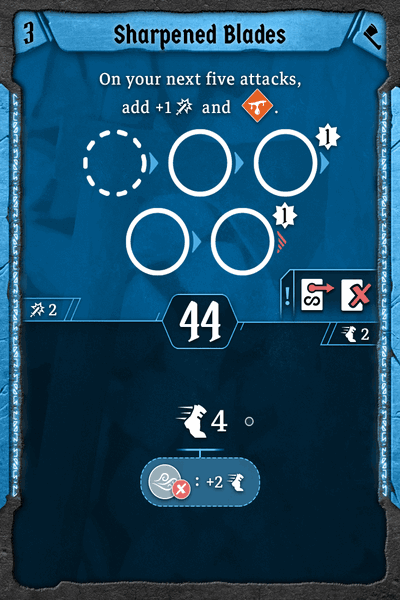 3 Sharpened Blades
On your next five attacks,
add +1 and .
1
1
! S
2 44 2
4
: +2